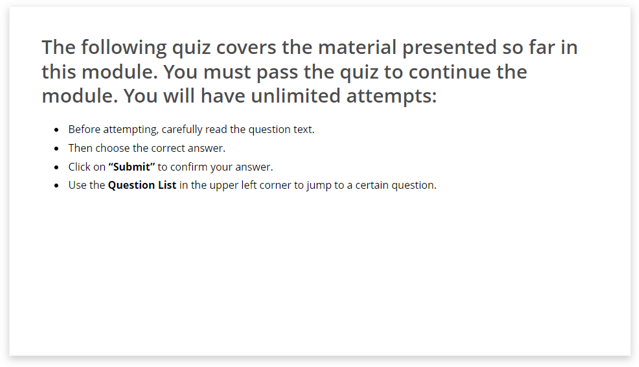 The following quiz covers the material presented so far in
this module. You must pass the quiz to continue the
module. You will have unlimited attempts:
• Before attempting, carefully read the question text.
• Then choose the correct answer.
• Click on “Submit” to confirm your answer.
• Use the Question List in the upper left corner to jump to a certain question.